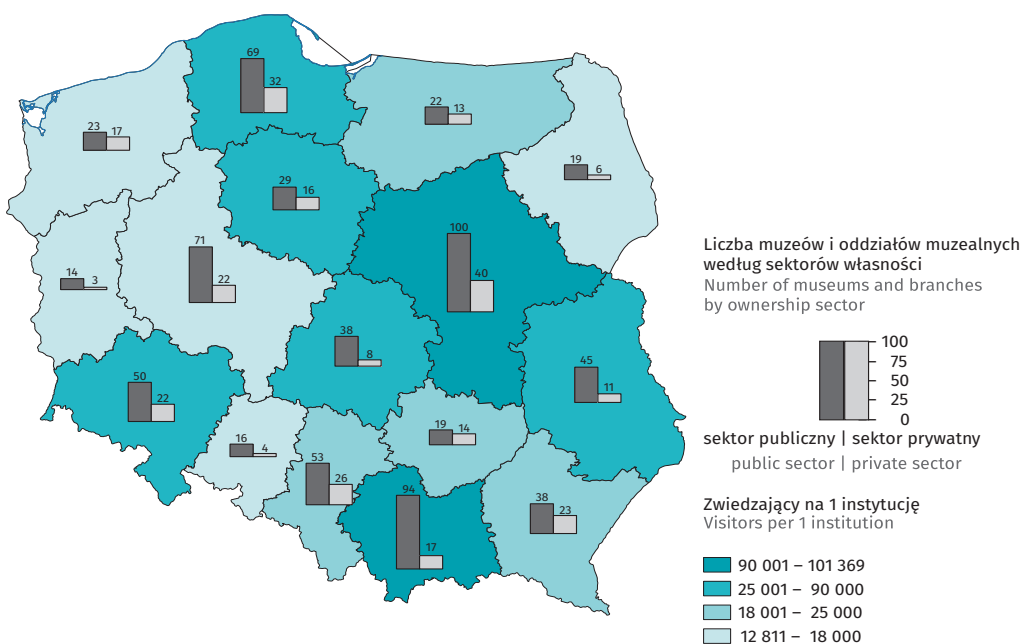 69
32
22 13
23 17
19
6
29
16
100
40
71
22
14
3
38
8
45
11
50
22
19 14
16
4
53
26
94
17
38
23
Liczba muzeów i oddziałów muzealnych
według sektorów własności
Number of museums and branches
by ownership sector
100
75
50
25
0
sektor publiczny | sektor prywatny
public sector | private sector
Zwiedzający na 1 instytucję
Visitors per 1 institution
90 001 – 101 369
25 001 – 90 000
18 001 – 25 000
12 811 – 18 000